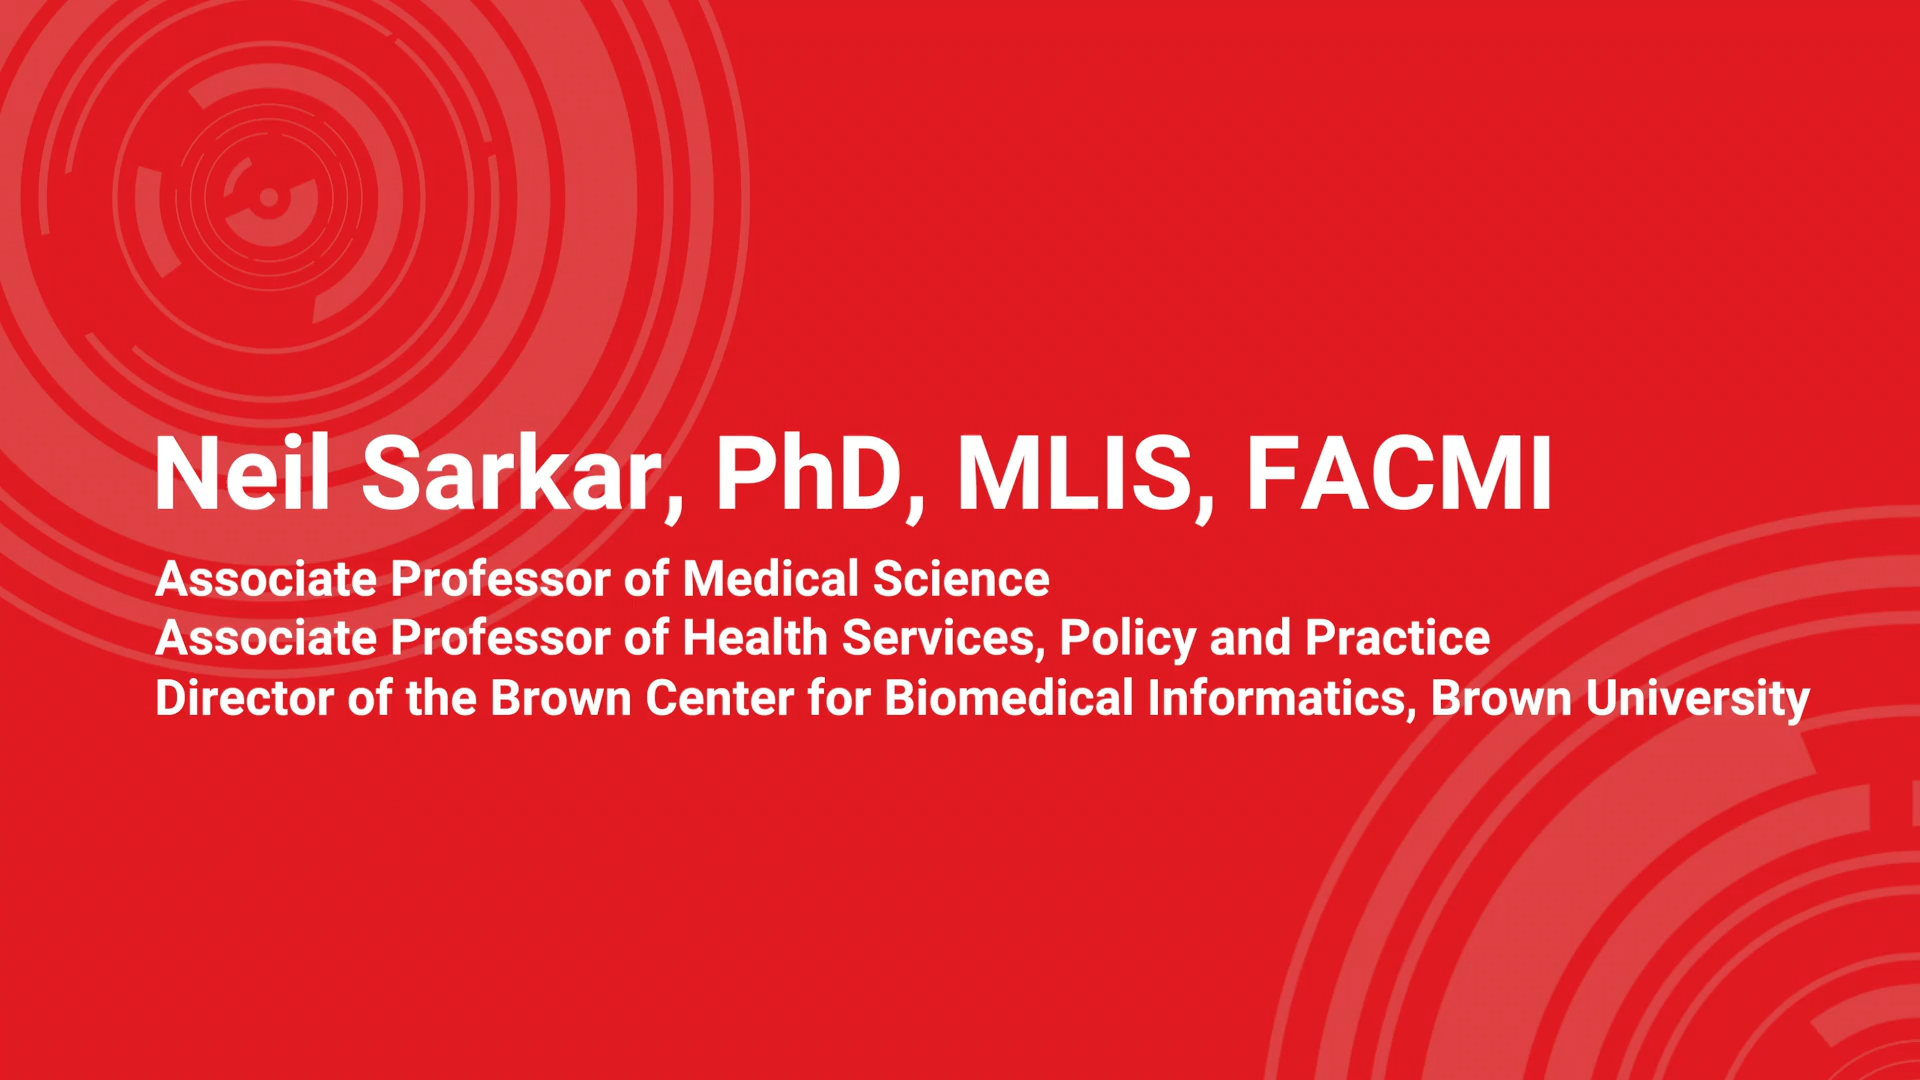 Neil Sarkar, PhD, MLIS, FACMI
Associate Professor of Medical Science
Associate Professor of Health Services, Policy and Practice
Director of the Brown Center for Biomedical Informatics, Brown University